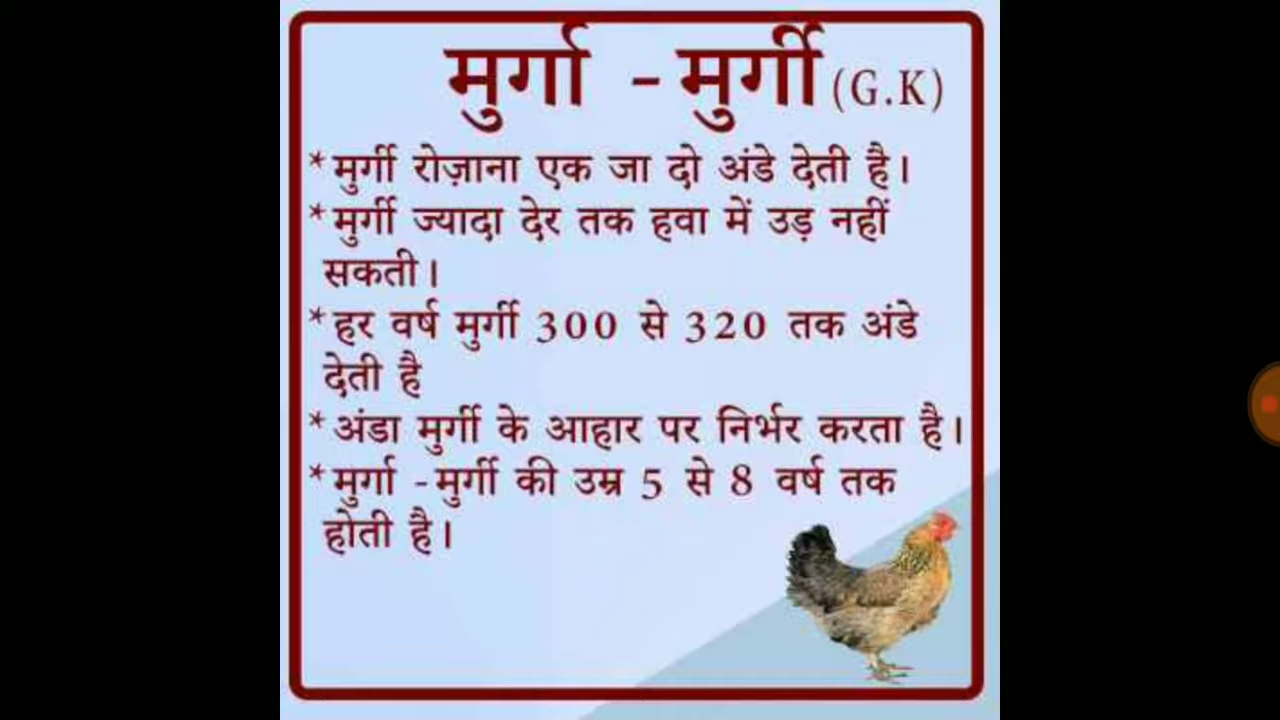 मुर्गा - मुर्गी (G.K)
*मुर्गी रोज़ाना एक जा दो अंडे देती है।
*मुर्गी ज्यादा देर तक हवा में उड़ नहीं
सकती।
*हर वर्ष मुर्गी 300 से 320 तक अंडे
देती है
*अंडा मुर्गी के आहार पर निर्भर करता है।
*मुर्गा -मुर्गी की उम्र 5 से 8 वर्ष तक
होती है।